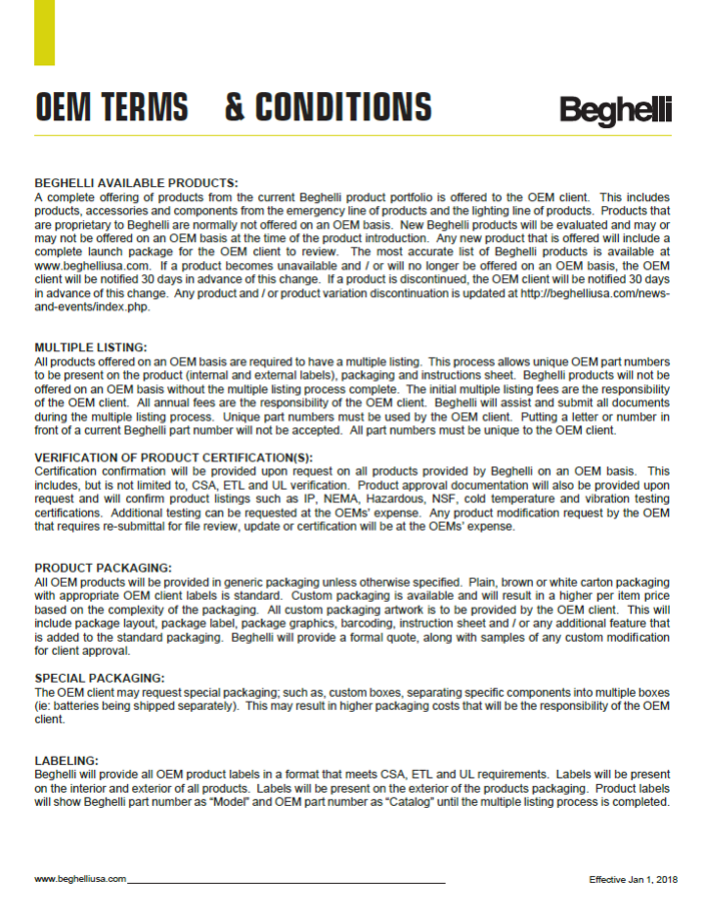 OEM TERMS & CONDITIONS
Beghelli
BEGHELLI AVAILABLE PRODUCTS:
A complete offering of products from the current Beghelli product portfolio is offered to the OEM client. This includes
products, accessories and components from the emergency line of products and the lighting line of products. Products that
are proprietary to Beghelli are normally not offered on an OEM basis. New Beghelli products will be evaluated and may or
may not be offered on an OEM basis at the time of the product introduction. Any new product that is offered will include a
complete launch package for the OEM client to review. The most accurate list of Beghelli products is available at
www.beghelliusa.com. If a product becomes unavailable and / or will no longer be offered on an OEM basis, the OEM
client will be notified 30 days in advance of this change. If a product is discontinued, the OEM client will be notified 30 days
in advance of this change. Any product and / or product variation discontinuation is updated at http://beghelliusa.com/news-
and-events/index.php.
MULTIPLE LISTING:
All products offered on an OEM basis are required to have a multiple listing. This process allows unique OEM part numbers
to be present on the product (internal and external labels), packaging and instructions sheet. Beghelli products will not be
offered on an OEM basis without the multiple listing process complete. The initial multiple listing fees are the responsibility
of the OEM client. All annual fees are the responsibility of the OEM client. Beghelli will assist and submit all documents
during the multiple listing process. Unique part numbers must be used by the OEM client. Putting a letter or number in
front of a current Beghelli part number will not be accepted. All part numbers must be unique to the OEM client.
VERIFICATION OF PRODUCT CERTIFICATION(S):
Certification confirmation will be provided upon request on all products provided by Beghelli on an OEM basis. This
includes, but is not limited to, CSA, ETL and UL verification. Product approval documentation will also be provided upon
request and will confirm product listings such as IP, NEMA, Hazardous, NSF, cold temperature and vibration testing
certifications. Additional testing can be requested at the OEMs' expense. Any product modification request by the OEM
that requires re-submittal for file review, update or certification will be at the OEMs' expense.
PRODUCT PACKAGING:
All OEM products will be provided in generic packaging unless otherwise specified. Plain, brown or white carton packaging
with appropriate OEM client labels is standard. Custom packaging is available and will result in a higher per item price
based on the complexity of the packaging. All custom packaging artwork is to be provided by the OEM client. This will
include package layout, package label, package graphics, barcoding, instruction sheet and / or any additional feature that
is added to the standard packaging. Beghelli will provide a formal quote, along with samples of any custom modification
for client approval.
SPECIAL PACKAGING:
The OEM client may request special packaging; such as, custom boxes, separating specific components into multiple boxes
(ie: batteries being shipped separately). This may result in higher packaging costs that will be the responsibility of the OEM
client.
LABELING:
Beghelli will provide all OEM product labels in a format that meets CSA, ETL and UL requirements. Labels will be present
on the interior and exterior of all products. Labels will be present on the exterior of the products packaging. Product labels
will show Beghelli part number as "Model" and OEM part number as "Catalog" until the multiple listing process is completed.
www.beghelliusa.com
Effective Jan 1, 2018